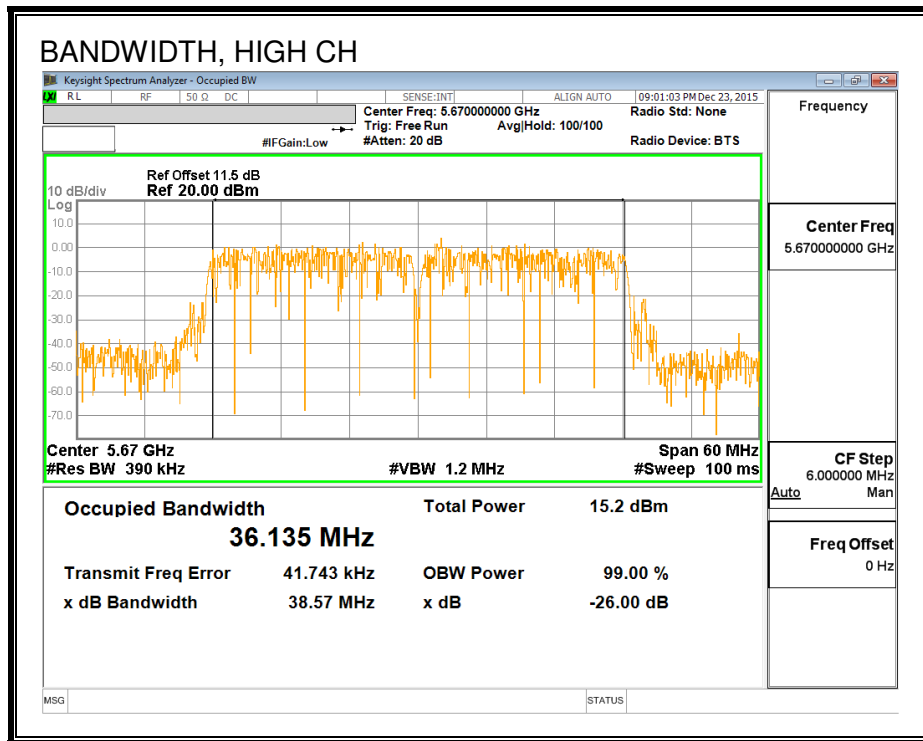 BANDWIDTH, HIGH CH
Keysight Spectrum Analyzer - Occupied BW
LXI RL RF 50 Ω DC SENSE:INT ALIGN AUTO 09:01:03 PM Dec 23, 2015
Center Freq: 5.670000000 GHz Radio Std: None
Trig: Free Run Avg|Hold: 100/100
#IFGain:Low #Atten: 20 dB Radio Device: BTS
Frequency
Ref Offset 11.5 dB
10 dB/div Ref 20.00 dBm
Log
10.0
0.00
-10.0
-20.0
-30.0
-40.0
-50.0
-60.0
-70.0
Center 5.67 GHz Span 60 MHz
#Res BW 390 kHz #VBW 1.2 MHz #Sweep 100 ms
Center Freq
5.670000000 GHz
CF Step
6.000000 MHz
Auto Man
Freq Offset
0 Hz
Occupied Bandwidth Total Power 15.2 dBm
36.135 MHz
Transmit Freq Error 41.743 kHz OBW Power 99.00 %
x dB Bandwidth 38.57 MHz x dB -26.00 dB
MSG STATUS